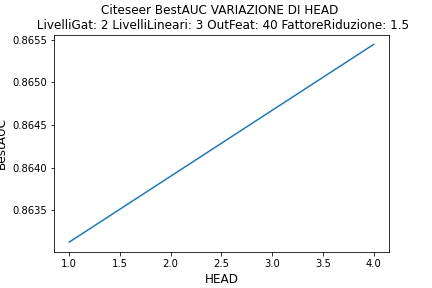 Citeseer BestAUC VARIAZIONE DI HEAD
LivelliGat: 2 LivelliLineari: 3 OutFeat: 40 FattoreRiduzione: 1.5
BestAUC
0.8655
0.8650
0.8645
0.8640
0.8635
1.0 1.5 2.0 2.5 3.0 3.5 4.0
HEAD